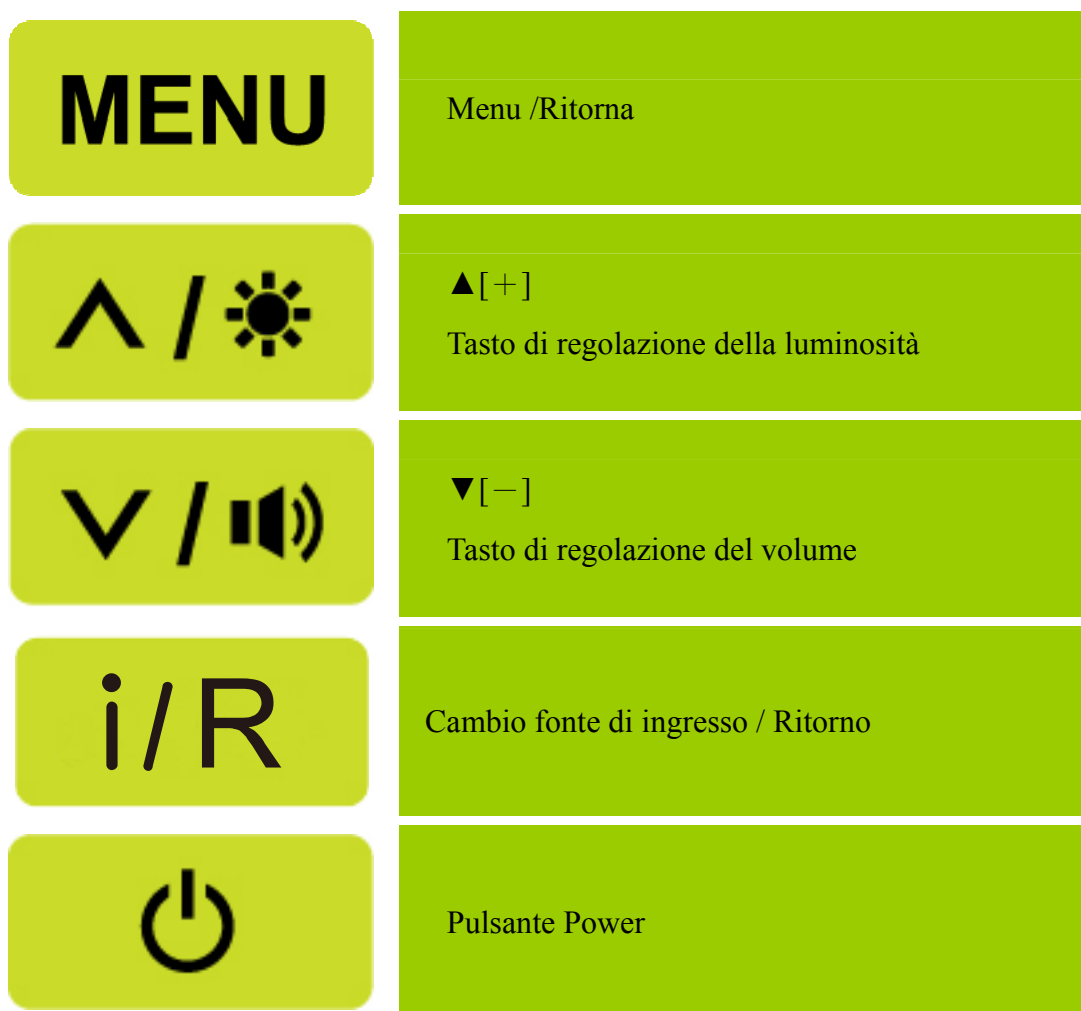 MENU
Menu /Ritorna
/
▲[+]
Tasto di regolazione della luminosità
/
▼[−]
Tasto di regolazione del volume
i/R
Cambio fonte di ingresso / Ritorno
Pulsante Power